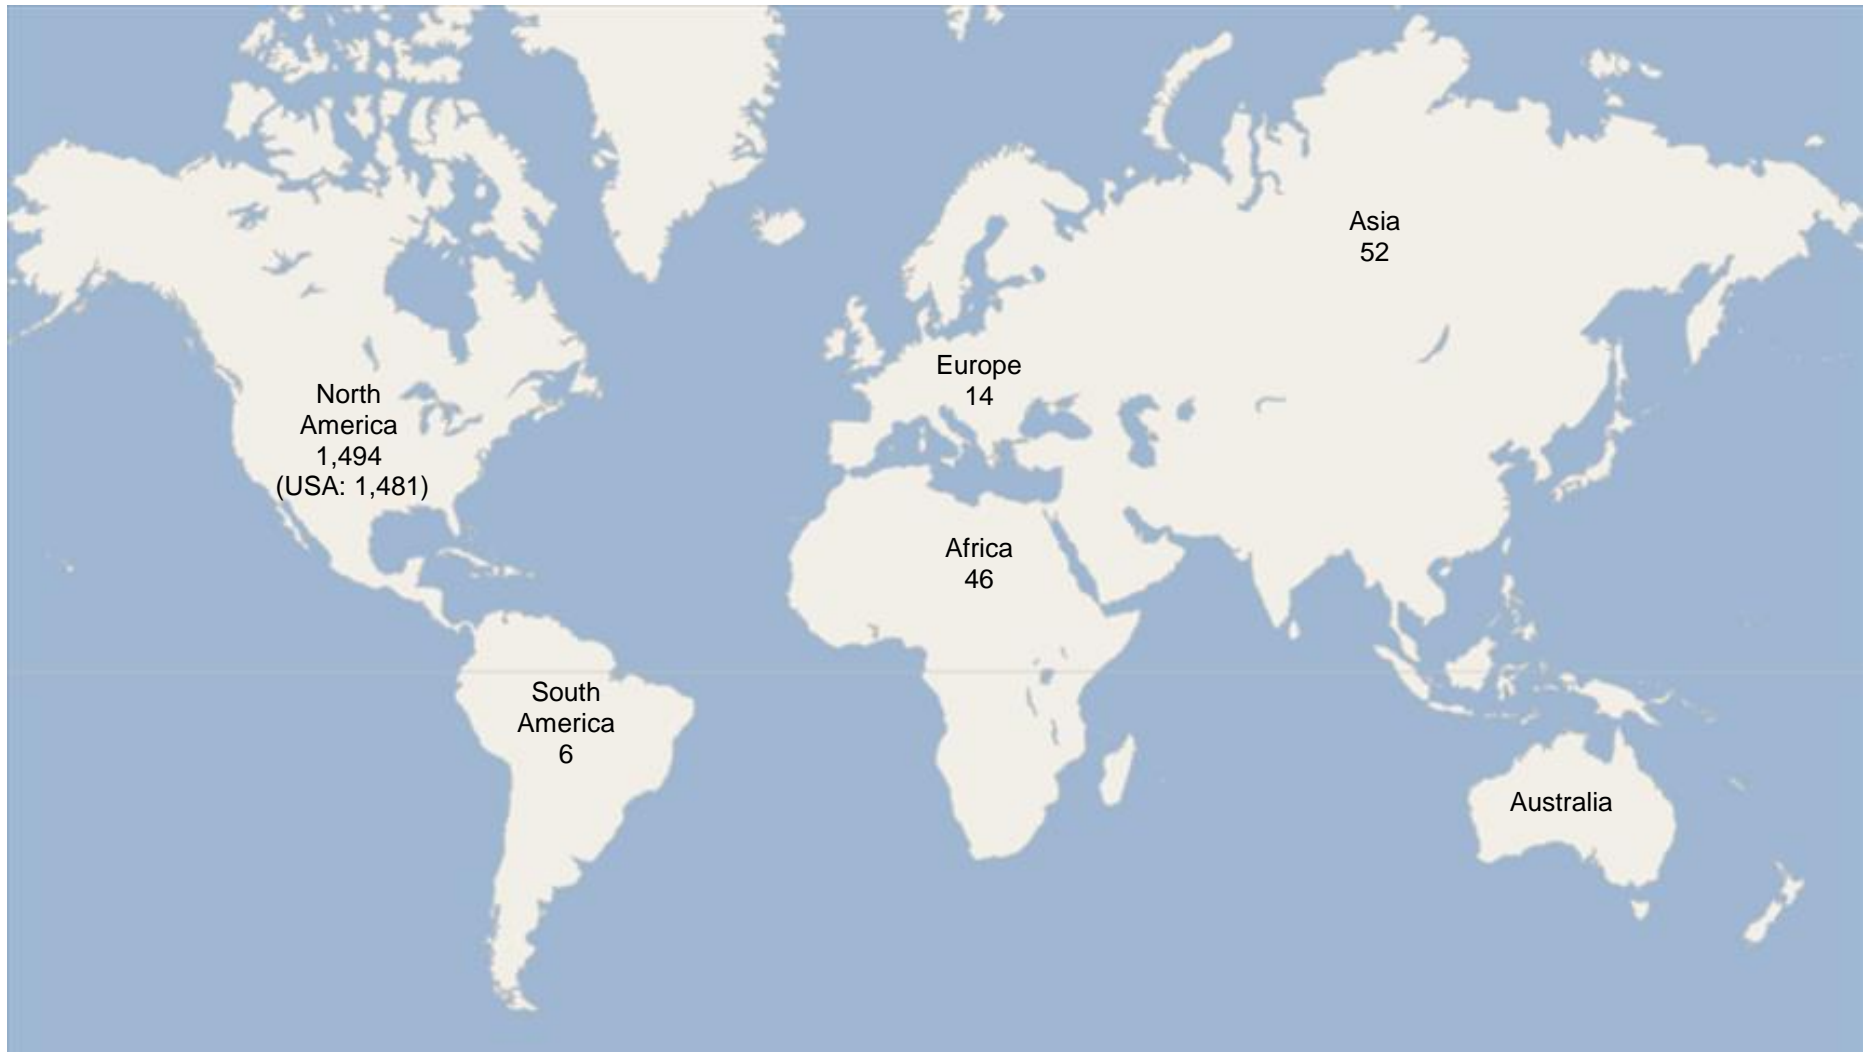 Asia
52
Europe
14
North
America
1,494
(USA: 1,481)
Africa
46
South
America
6
Australia